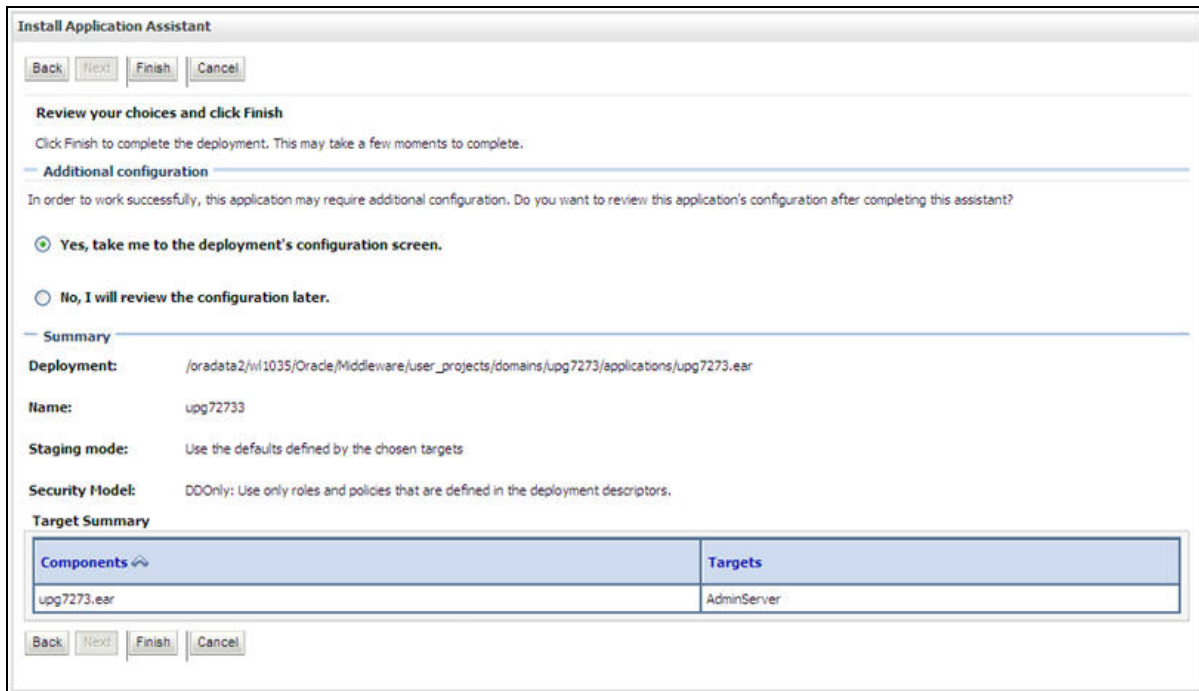 Install Application Assistant
Back Next Finish Cancel
Review your choices and click Finish
Click Finish to complete the deployment. This may take a few moments to complete.
Additional configuration
In order to work successfully, this application may require additional configuration. Do you want to review this application's configuration after completing this assistant?
Yes, take me to the deployment's configuration screen.
No, I will review the configuration later.
Summary
Deployment: /oradata2/wl1035/Oracle/Middleware/user_projects/domains/upg7273/applications/upg7273.ear
Name: upg72733
Staging mode: Use the defaults defined by the chosen targets
Security Model: DDOnly: Use only roles and policies that are defined in the deployment descriptors.
Target Summary
Components Targets
upg7273.ear AdminServer
Back Next Finish Cancel